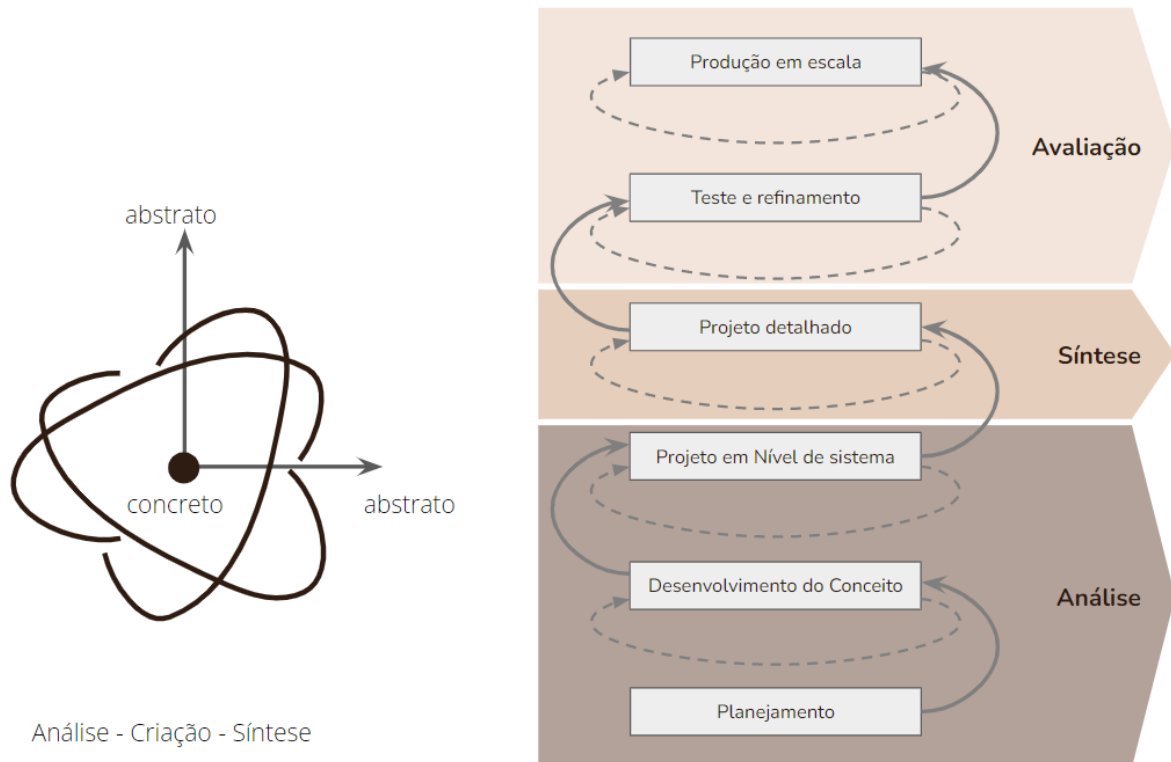 abstrato
concreto
abstrato
Análise - Criação - Síntese
Produção em escala
Avaliação
Teste e refinamento
Projeto detalhado
Síntese
Projeto em Nível de sistema
Desenvolvimento do Conceito
Análise
Planejamento